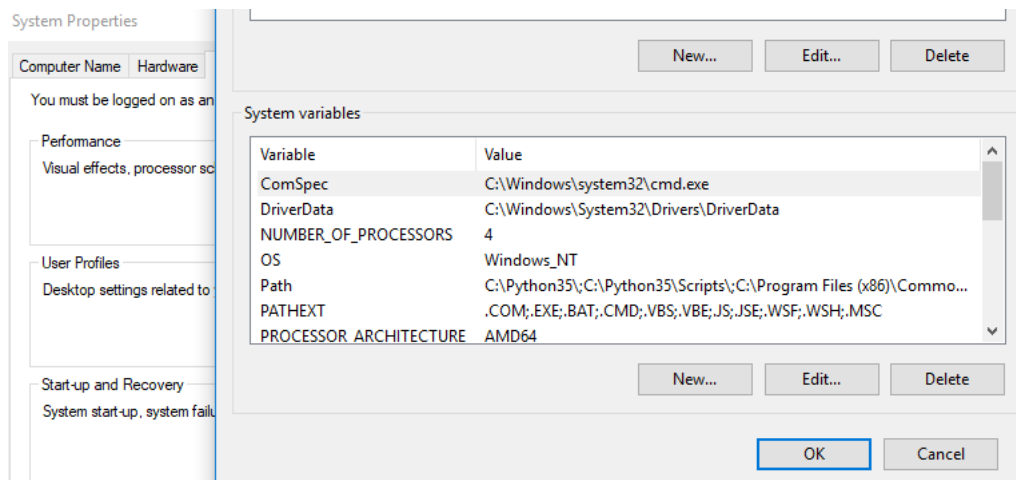 System Properties
Computer Name Hardware
You must be logged on as an
Performance
Visual effects, processor sc
User Profiles
Desktop settings related to
Start-up and Recovery
System start-up, system failu
New... Edit... Delete
System variables
Variable Value
ComSpec C:\Windows\system32\cmd.exe
DriverData C:\Windows\System32\Drivers\DriverData
NUMBER_OF_PROCESSORS 4
OS Windows_NT
Path C:\Python35\;C:\Python35\Scripts\;C:\Program Files (x86)\Commo...
PATHEXT .COM;.EXE;.BAT;.CMD;.VBS;.VBE;.JS;.JSE;.WSF;.WSH;.MSC
PROCESSOR_ARCHITECTURE AMD64
New... Edit... Delete
OK Cancel